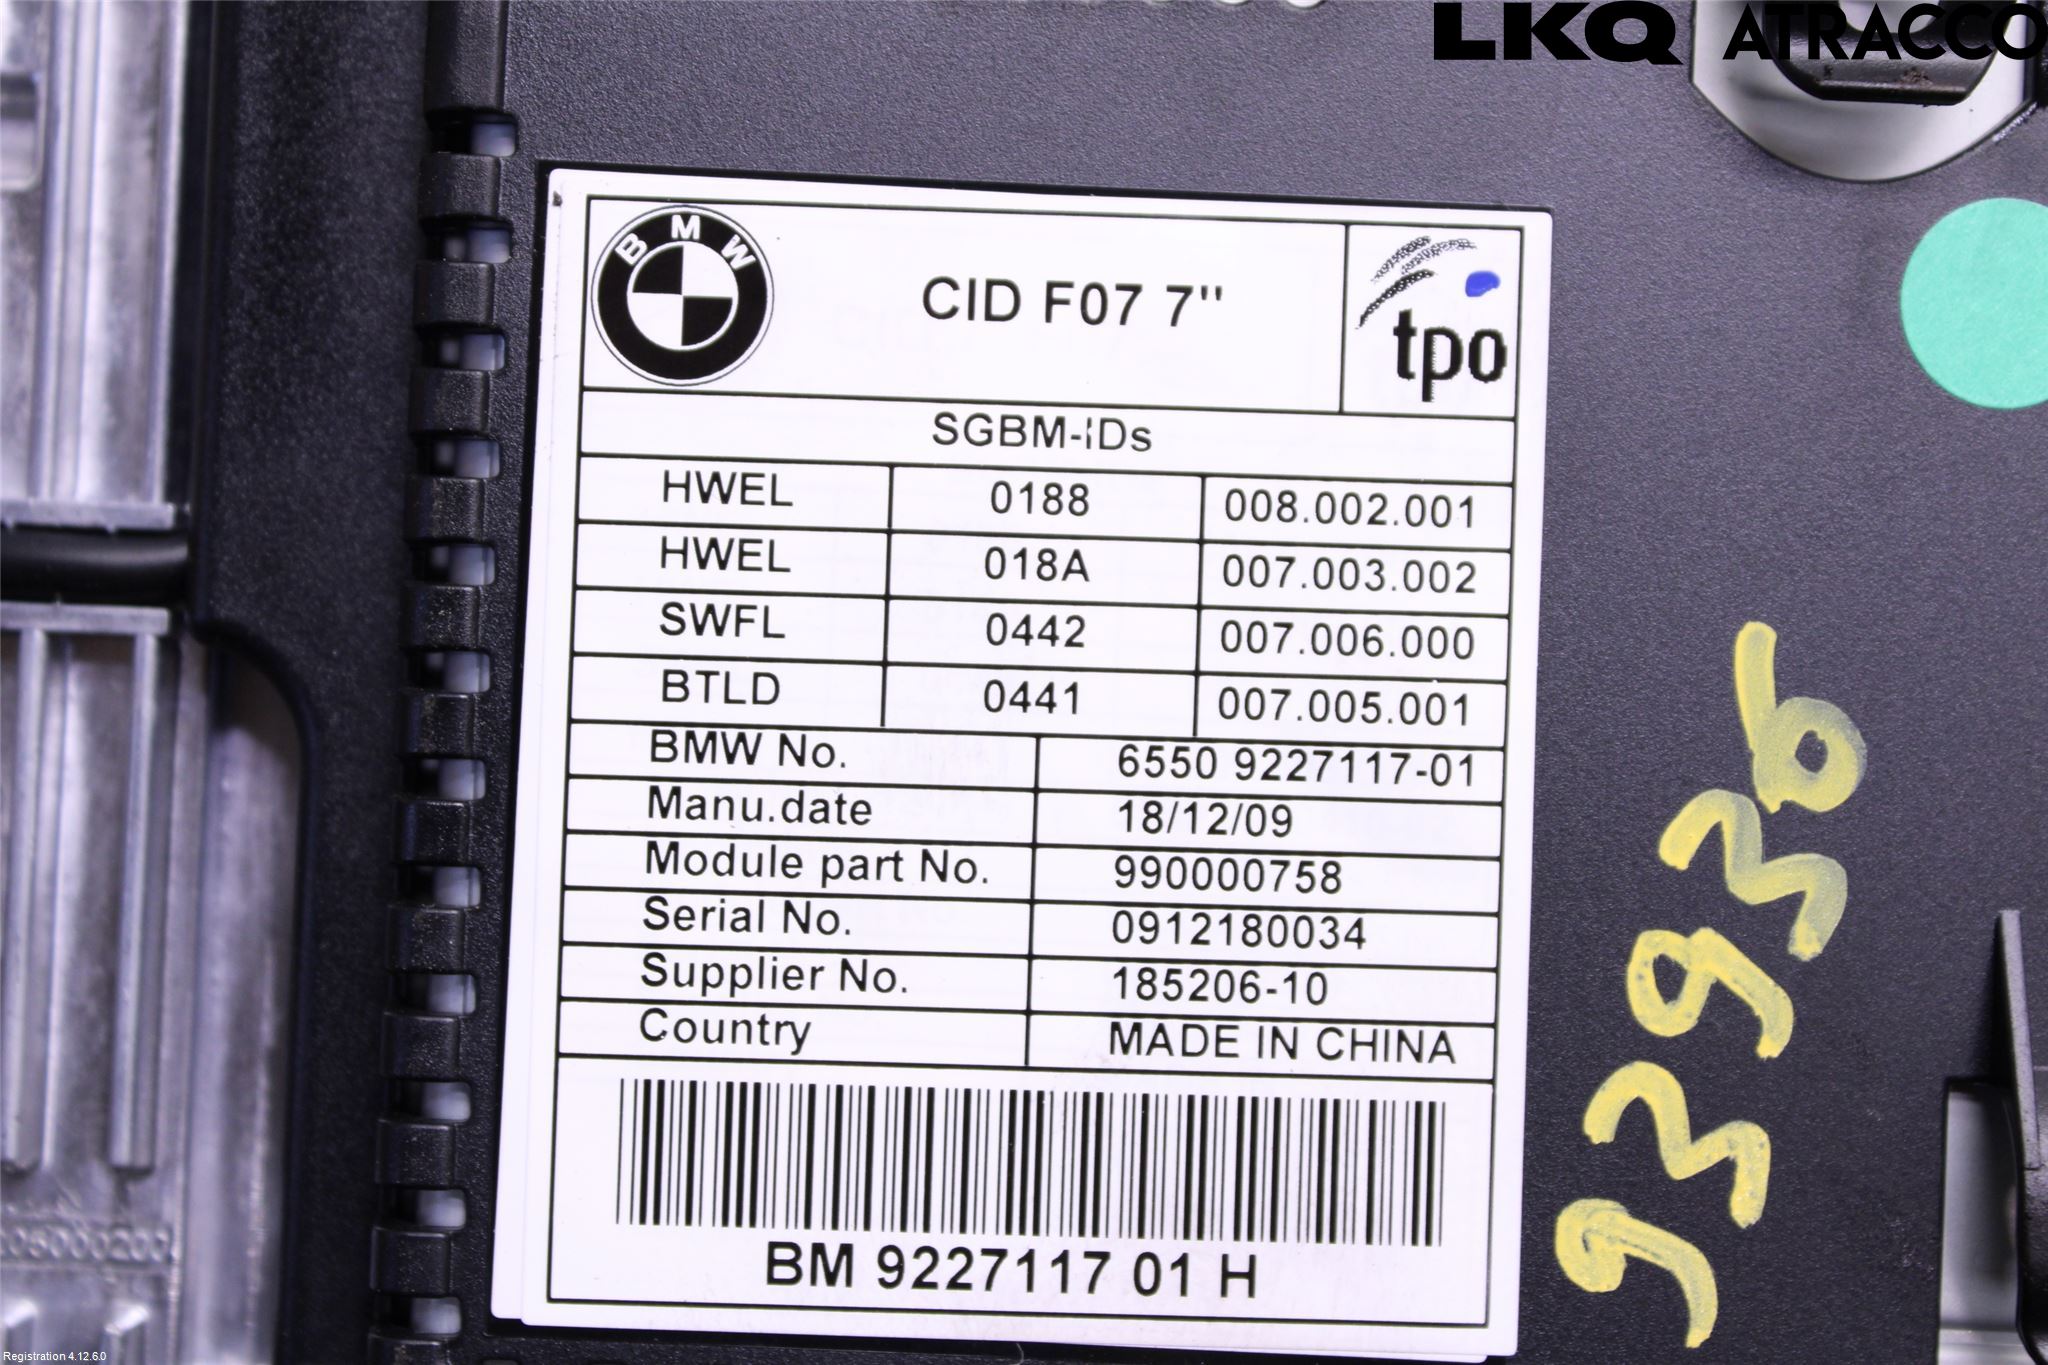 LKQ ATRACCO
BMW
CID F07 7''
tpo
SGBM-IDs
HWEL 0188 008.002.001
HWEL 018A 007.003.002
SWFL 0442 007.006.000
BTLD 0441 007.005.001
BMW No. 6550 9227117-01
Manu.date 18/12/09
Module part No. 990000758
Serial No. 0912180034
Supplier No. 185206-10
Country MADE IN CHINA
BM 9227117 01 H
93936
Registration 4.12.6.0